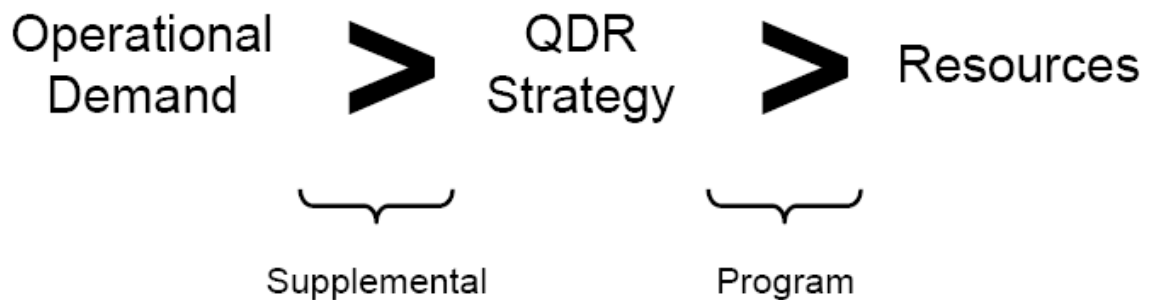 Operational
Demand
>
QDR
Strategy
>
Resources
Supplemental
Program